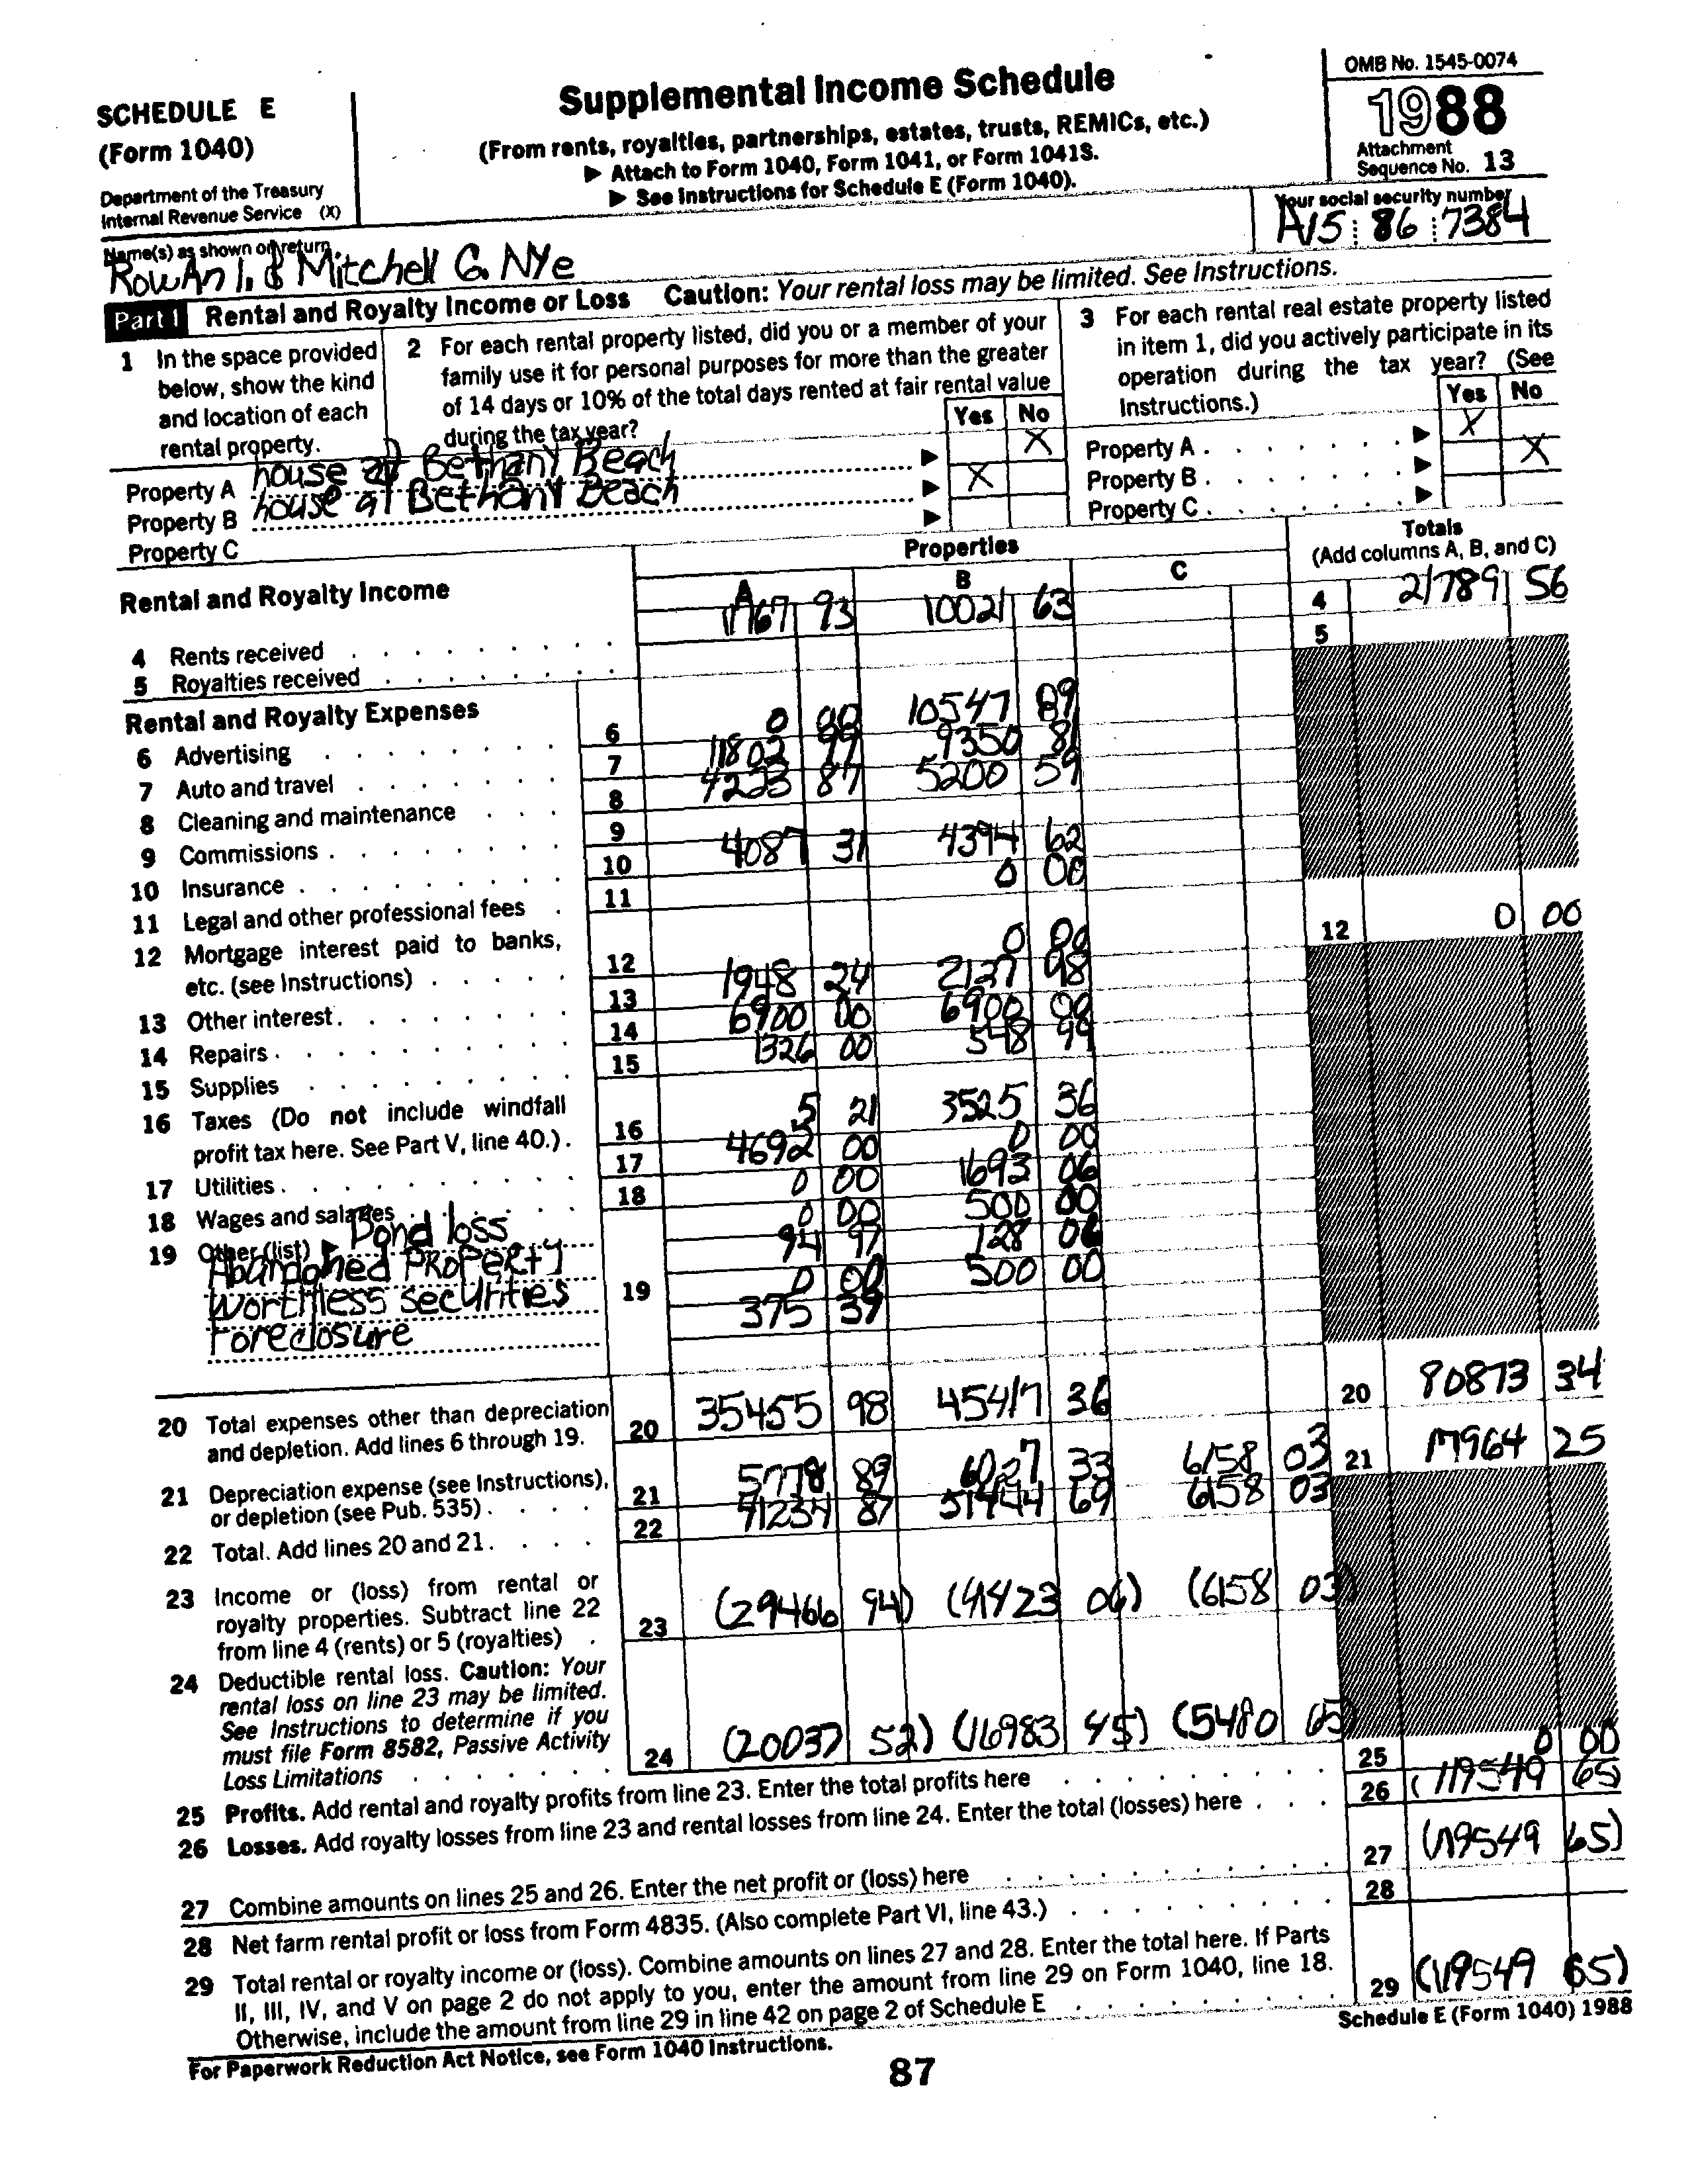 SCHEDULE E
(Form 1040)
Department of the Treasury
Internal Revenue Service (X)
Supplemental Income Schedule
(From rents, royalties, partnerships, estates, trusts, REMICs, etc.)
▶ Attach to Form 1040, Form 1041, or Form 1041S.
▶ See Instructions for Schedule E (Form 1040).
OMB No. 1545-0074
1988
Attachment
Sequence No. 13
Name(s) as shown on return
RowAn I. & Mitchell G. NYe
Your social security number
86 7384
Part I Rental and Royalty Income or Loss Caution: Your rental loss may be limited. See Instructions.
1 In the space provided
below, show the kind
and location of each
rental property.
2 For each rental property listed, did you or a member of your
family use it for personal purposes for more than the greater
of 14 days or 10% of the total days rented at fair rental value
during the tax year?
Yes No
3 For each rental real estate property listed
in item 1, did you actively participate in its
operation during the tax year? (See
Instructions.)
Yes No
Property A house at Bethany Beach ▶ X Property A ▶ X
Property B house at Bethany Beach ▶ X Property B ▶ X
Property C ▶ Property C ▶
Rental and Royalty Income
Properties
A B C
Totals
(Add columns A, B, and C)
4 Rents received 93 10021 63 4 21789 56
5 Royalties received 5
Rental and Royalty Expenses
6 Advertising 6 0 00 10547 89
7 Auto and travel 7 11802 99 9350 81
8 Cleaning and maintenance 8 4223 87 5200 59
9 Commissions 9
10 Insurance 10 4087 31 4394 62
11 Legal and other professional fees 11 0 00
12 Mortgage interest paid to banks,
etc. (see Instructions) 12 0 00 12 0 00
13 Other interest 13 1948 24 2127 98
14 Repairs 14 6900 00 6900 00
15 Supplies 15 1326 00 548 99
16 Taxes (Do not include windfall
profit tax here. See Part V, line 40.) 16 5 21 3525 36
17 Utilities 17 4692 00 0 00
18 Wages and salaries 18 0 00 1693 06
19 Other (list) ▶ Bond loss 0 00 500 00
Abandoned Property 94 97 128 06
Worthless securities 19 0 00 500 00
Foreclosure 375 39
20 Total expenses other than depreciation
and depletion. Add lines 6 through 19. 20 35455 98 45417 36 20 80873 34
21 Depreciation expense (see Instructions),
or depletion (see Pub. 535) 21 5778 89 6027 33 6158 03 21 17964 25
22 Total. Add lines 20 and 21. 22 41234 87 51444 69 6158 03
23 Income or (loss) from rental or
royalty properties. Subtract line 22
from line 4 (rents) or 5 (royalties) 23 (29466 94) (41423 06) (6158 03)
24 Deductible rental loss. Caution: Your
rental loss on line 23 may be limited.
See Instructions to determine if you
must file Form 8582, Passive Activity
Loss Limitations 24 (20037 52) (16983 45) (5480 65)
25 Profits. Add rental and royalty profits from line 23. Enter the total profits here 25 0 00
26 Losses. Add royalty losses from line 23 and rental losses from line 24. Enter the total (losses) here 26 (119549 65)
27 Combine amounts on lines 25 and 26. Enter the net profit or (loss) here 27 (119549 65)
28 Net farm rental profit or loss from Form 4835. (Also complete Part VI, line 43.) 28
29 Total rental or royalty income or (loss). Combine amounts on lines 27 and 28. Enter the total here. If Parts
II, III, IV, and V on page 2 do not apply to you, enter the amount from line 29 on Form 1040, line 18.
Otherwise, include the amount from line 29 in line 42 on page 2 of Schedule E 29 (119549 65)
For Paperwork Reduction Act Notice, see Form 1040 Instructions.
Schedule E (Form 1040) 1988
87